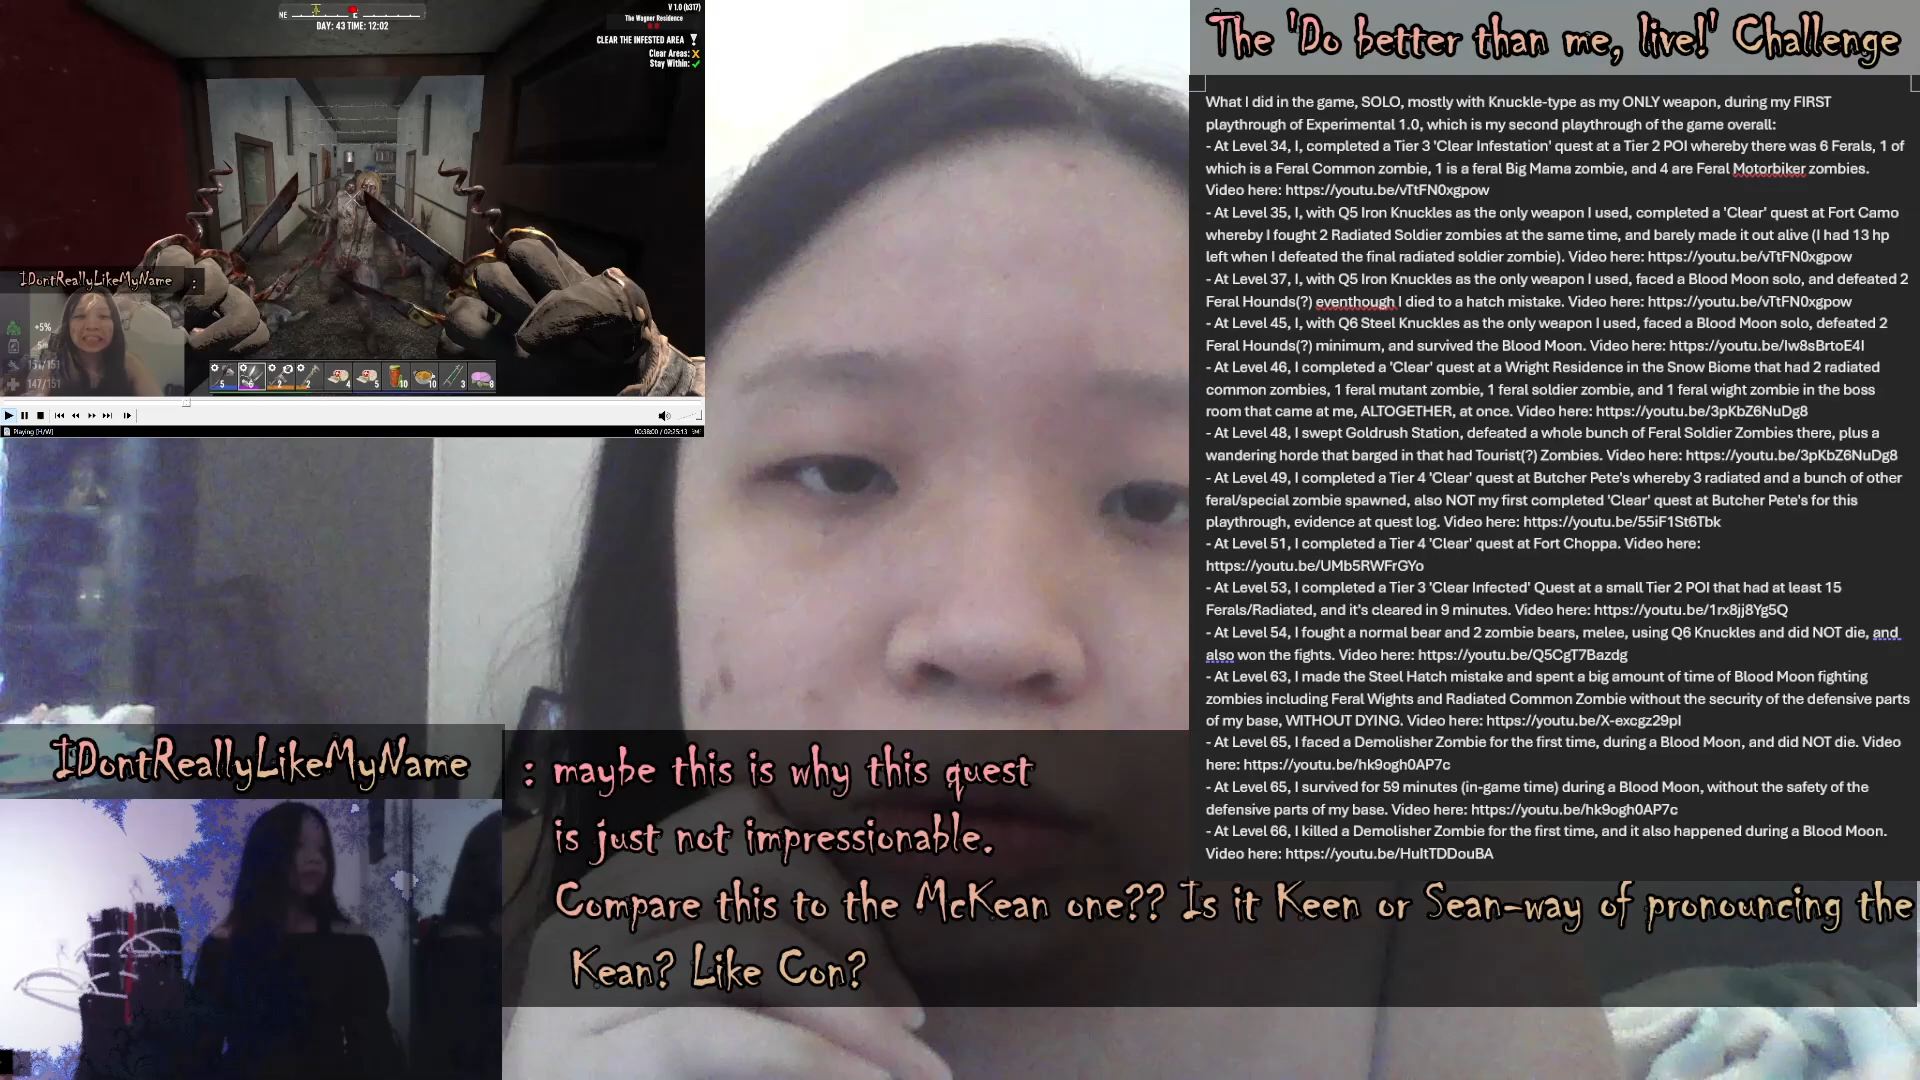 NE
E
DAY: 43 TIME: 12:02
V 1.0 (b317)
The Wagner Residence
CLEAR THE INFESTED AREA
Clear Areas: X
Stay Within: ✓
IDontReallyLikeMyName
:
+5%
151/151
147/151
5
6
2
2
4
5
10
10
3
8
Playing [H/W]
00:38:00 / 02:25:13
The 'Do better than me, live!' Challenge
What I did in the game, SOLO, mostly with Knuckle-type as my ONLY weapon, during my FIRST
playthrough of Experimental 1.0, which is my second playthrough of the game overall:
- At Level 34, I, completed a Tier 3 'Clear Infestation' quest at a Tier 2 POI whereby there was 6 Ferals, 1 of
which is a Feral Common zombie, 1 is a feral Big Mama zombie, and 4 are Feral Motorbiker zombies.
Video here: https://youtu.be/vTtFN0xgpow
- At Level 35, I, with Q5 Iron Knuckles as the only weapon I used, completed a 'Clear' quest at Fort Camo
whereby I fought 2 Radiated Soldier zombies at the same time, and barely made it out alive (I had 13 hp
left when I defeated the final radiated soldier zombie). Video here: https://youtu.be/vTtFN0xgpow
- At Level 37, I, with Q5 Iron Knuckles as the only weapon I used, faced a Blood Moon solo, and defeated 2
Feral Hounds(?) eventhough I died to a hatch mistake. Video here: https://youtu.be/vTtFN0xgpow
- At Level 45, I, with Q6 Steel Knuckles as the only weapon I used, faced a Blood Moon solo, defeated 2
Feral Hounds(?) minimum, and survived the Blood Moon. Video here: https://youtu.be/Iw8sBrtoE4I
- At Level 46, I completed a 'Clear' quest at a Wright Residence in the Snow Biome that had 2 radiated
common zombies, 1 feral mutant zombie, 1 feral soldier zombie, and 1 feral wight zombie in the boss
room that came at me, ALTOGETHER, at once. Video here: https://youtu.be/3pKbZ6NuDg8
- At Level 48, I swept Goldrush Station, defeated a whole bunch of Feral Soldier Zombies there, plus a
wandering horde that barged in that had Tourist(?) Zombies. Video here: https://youtu.be/3pKbZ6NuDg8
- At Level 49, I completed a Tier 4 'Clear' quest at Butcher Pete's whereby 3 radiated and a bunch of other
feral/special zombie spawned, also NOT my first completed 'Clear' quest at Butcher Pete's for this
playthrough, evidence at quest log. Video here: https://youtu.be/55iF1St6Tbk
- At Level 51, I completed a Tier 4 'Clear' quest at Fort Choppa. Video here:
https://youtu.be/UMb5RWFrGYo
- At Level 53, I completed a Tier 3 'Clear Infected' Quest at a small Tier 2 POI that had at least 15
Ferals/Radiated, and it's cleared in 9 minutes. Video here: https://youtu.be/1rx8jj8Yg5Q
- At Level 54, I fought a normal bear and 2 zombie bears, melee, using Q6 Knuckles and did NOT die, and
also won the fights. Video here: https://youtu.be/Q5CgT7Bazdg
- At Level 63, I made the Steel Hatch mistake and spent a big amount of time of Blood Moon fighting
zombies including Feral Wights and Radiated Common Zombie without the security of the defensive parts
of my base, WITHOUT DYING. Video here: https://youtu.be/X-excgz29pI
- At Level 65, I faced a Demolisher Zombie for the first time, during a Blood Moon, and did NOT die. Video
here: https://youtu.be/hk9ogh0AP7c
- At Level 65, I survived for 59 minutes (in-game time) during a Blood Moon, without the safety of the
defensive parts of my base. Video here: https://youtu.be/hk9ogh0AP7c
- At Level 66, I killed a Demolisher Zombie for the first time, and it also happened during a Blood Moon.
Video here: https://youtu.be/HuItTDDouBA
IDontReallyLikeMyName
: maybe this is why this quest
is just not impressionable.
Compare this to the McKean one?? Is it Keen or Sean-way of pronouncing the
Kean? Like Con?